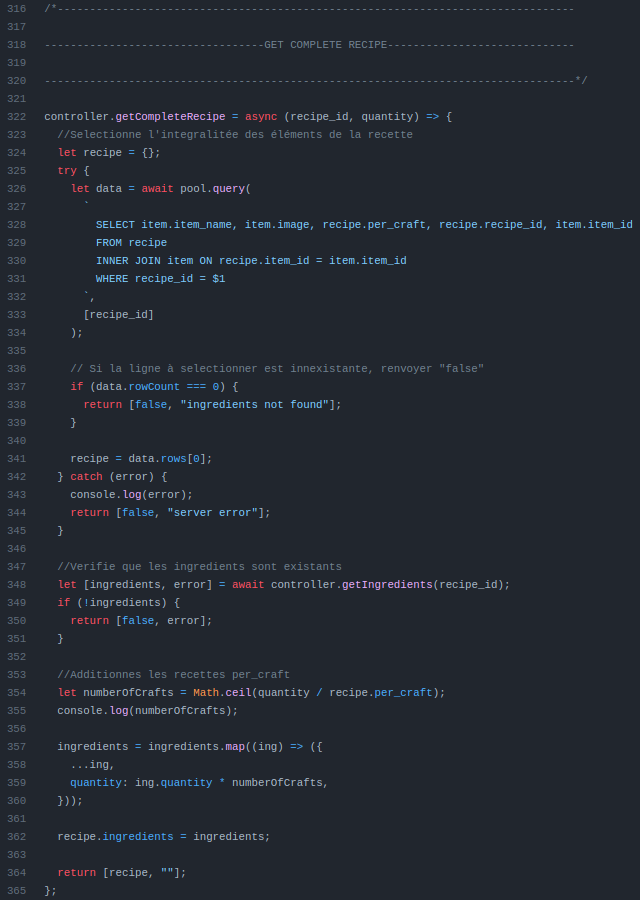 316 /*--------------------------------------------------------------------------------
317
318 ----------------------------------GET COMPLETE RECIPE-----------------------------
319
320 ----------------------------------------------------------------------------------*/
321
322 controller.getCompleteRecipe = async (recipe_id, quantity) => {
323   //Selectionne l'integralitée des éléments de la recette
324   let recipe = {};
325   try {
326     let data = await pool.query(
327       `
328         SELECT item.item_name, item.image, recipe.per_craft, recipe.recipe_id, item.item_id
329         FROM recipe
330         INNER JOIN item ON recipe.item_id = item.item_id
331         WHERE recipe_id = $1
332       `,
333       [recipe_id]
334     );
335
336     // Si la ligne à selectionner est innexistante, renvoyer "false"
337     if (data.rowCount === 0) {
338       return [false, "ingredients not found"];
339     }
340
341     recipe = data.rows[0];
342   } catch (error) {
343     console.log(error);
344     return [false, "server error"];
345   }
346
347   //Verifie que les ingredients sont existants
348   let [ingredients, error] = await controller.getIngredients(recipe_id);
349   if (!ingredients) {
350     return [false, error];
351   }
352
353   //Additionnes les recettes per_craft
354   let numberOfCrafts = Math.ceil(quantity / recipe.per_craft);
355   console.log(numberOfCrafts);
356
357   ingredients = ingredients.map((ing) => ({
358     ...ing,
359     quantity: ing.quantity * numberOfCrafts,
360   }));
361
362   recipe.ingredients = ingredients;
363
364   return [recipe, ""];
365 };